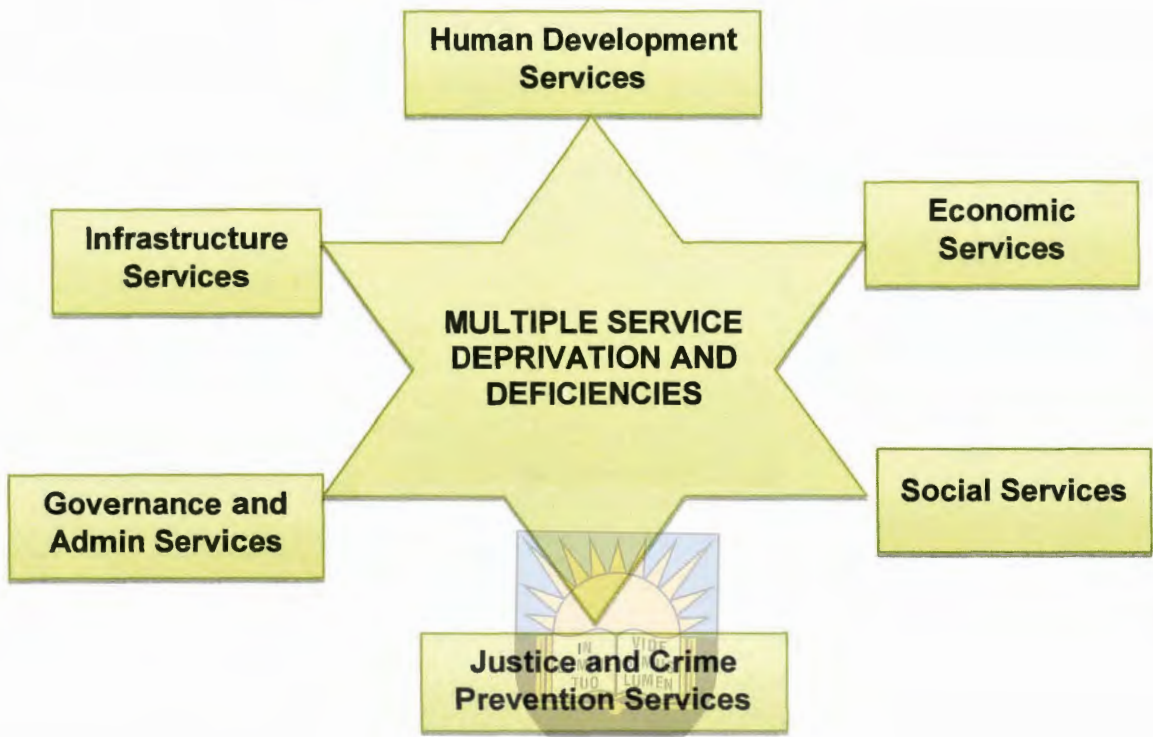 Human Development
Services
Infrastructure
Services
Economic
Services
MULTIPLE SERVICE
DEPRIVATION AND
DEFICIENCIES
Governance and
Admin Services
Social Services
IN
VIDE
TUO
LUMEN
Justice and Crime
Prevention Services